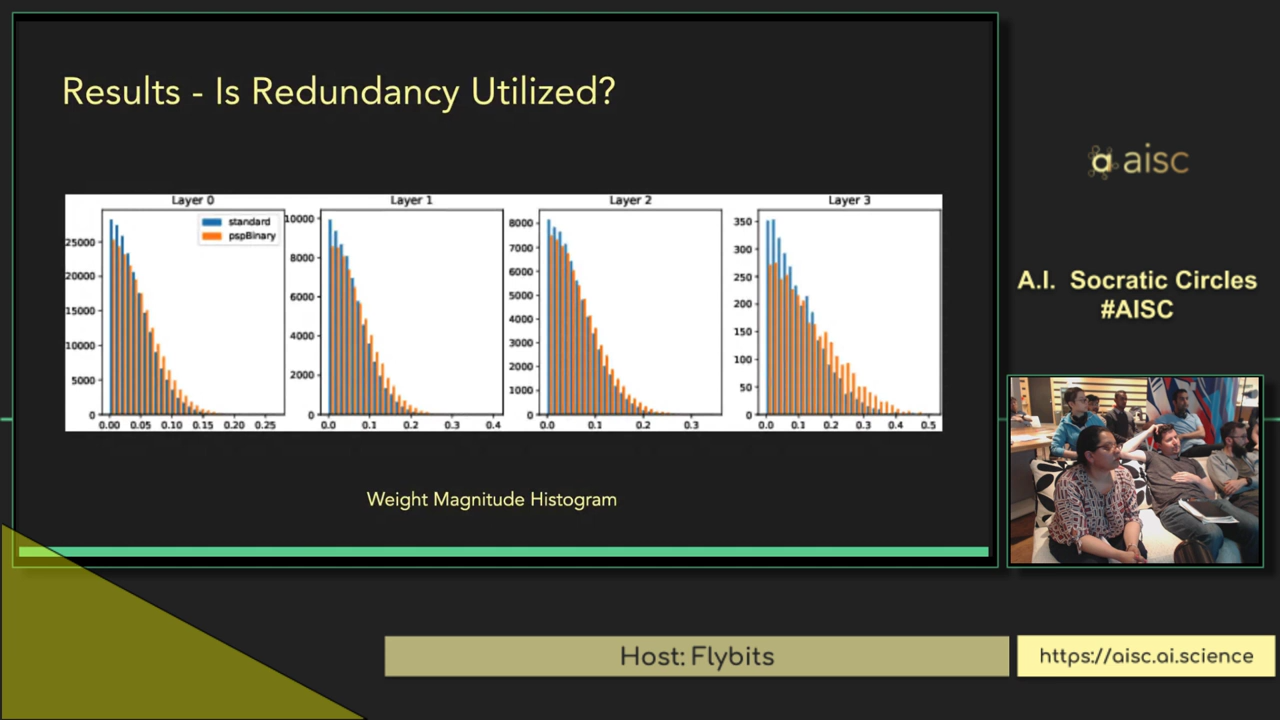 Results - Is Redundancy Utilized?
Layer 0
standard
pspBinary
25000
20000
15000
10000
5000
0
0.00 0.05 0.10 0.15 0.20 0.25
Layer 1
10000
8000
6000
4000
2000
0
0.0 0.1 0.2 0.3 0.4
Layer 2
8000
7000
6000
5000
4000
3000
2000
1000
0
0.0 0.1 0.2 0.3
Layer 3
350
300
250
200
150
100
50
0
0.0 0.1 0.2 0.3 0.4 0.5
Weight Magnitude Histogram
aisc
A.I. Socratic Circles
#AISC
Host: Flybits
https://aisc.ai.science